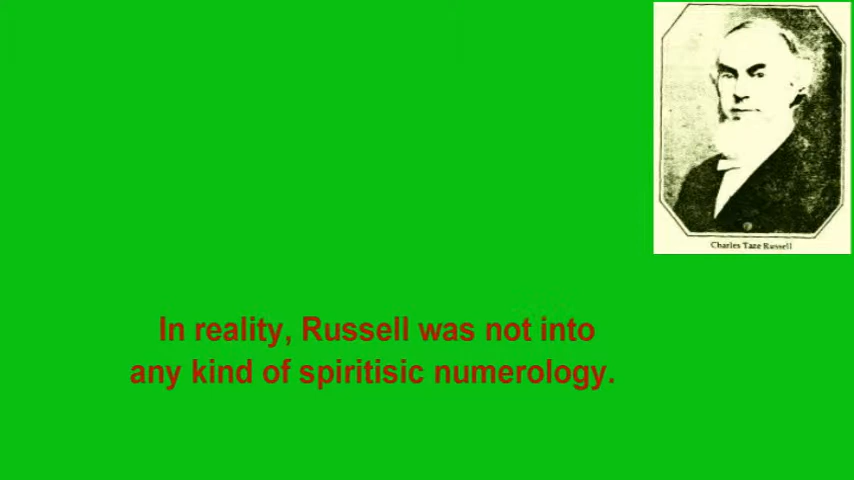 Charles Taze Russell
In reality, Russell was not into
any kind of spiritisic numerology.